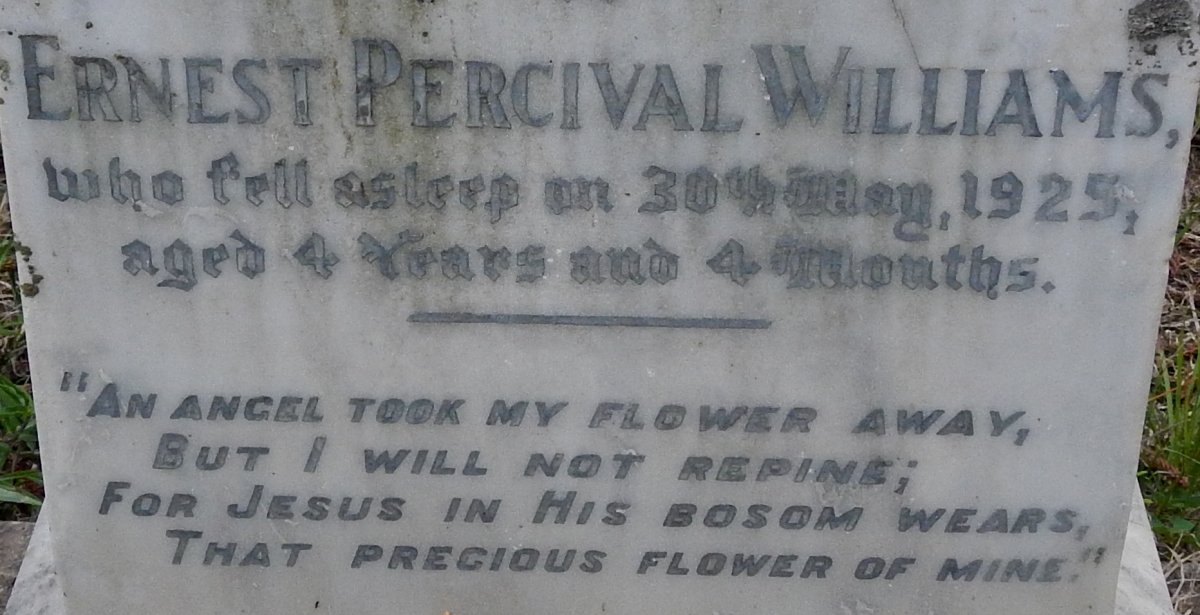 ERNEST PERCIVAL WILLIAMS,
who fell asleep on 30th May, 1925,
aged 4 Years and 4 Months.
"AN ANGEL TOOK MY FLOWER AWAY,
BUT I WILL NOT REPINE;
FOR JESUS IN HIS BOSOM WEARS,
THAT PRECIOUS FLOWER OF MINE."